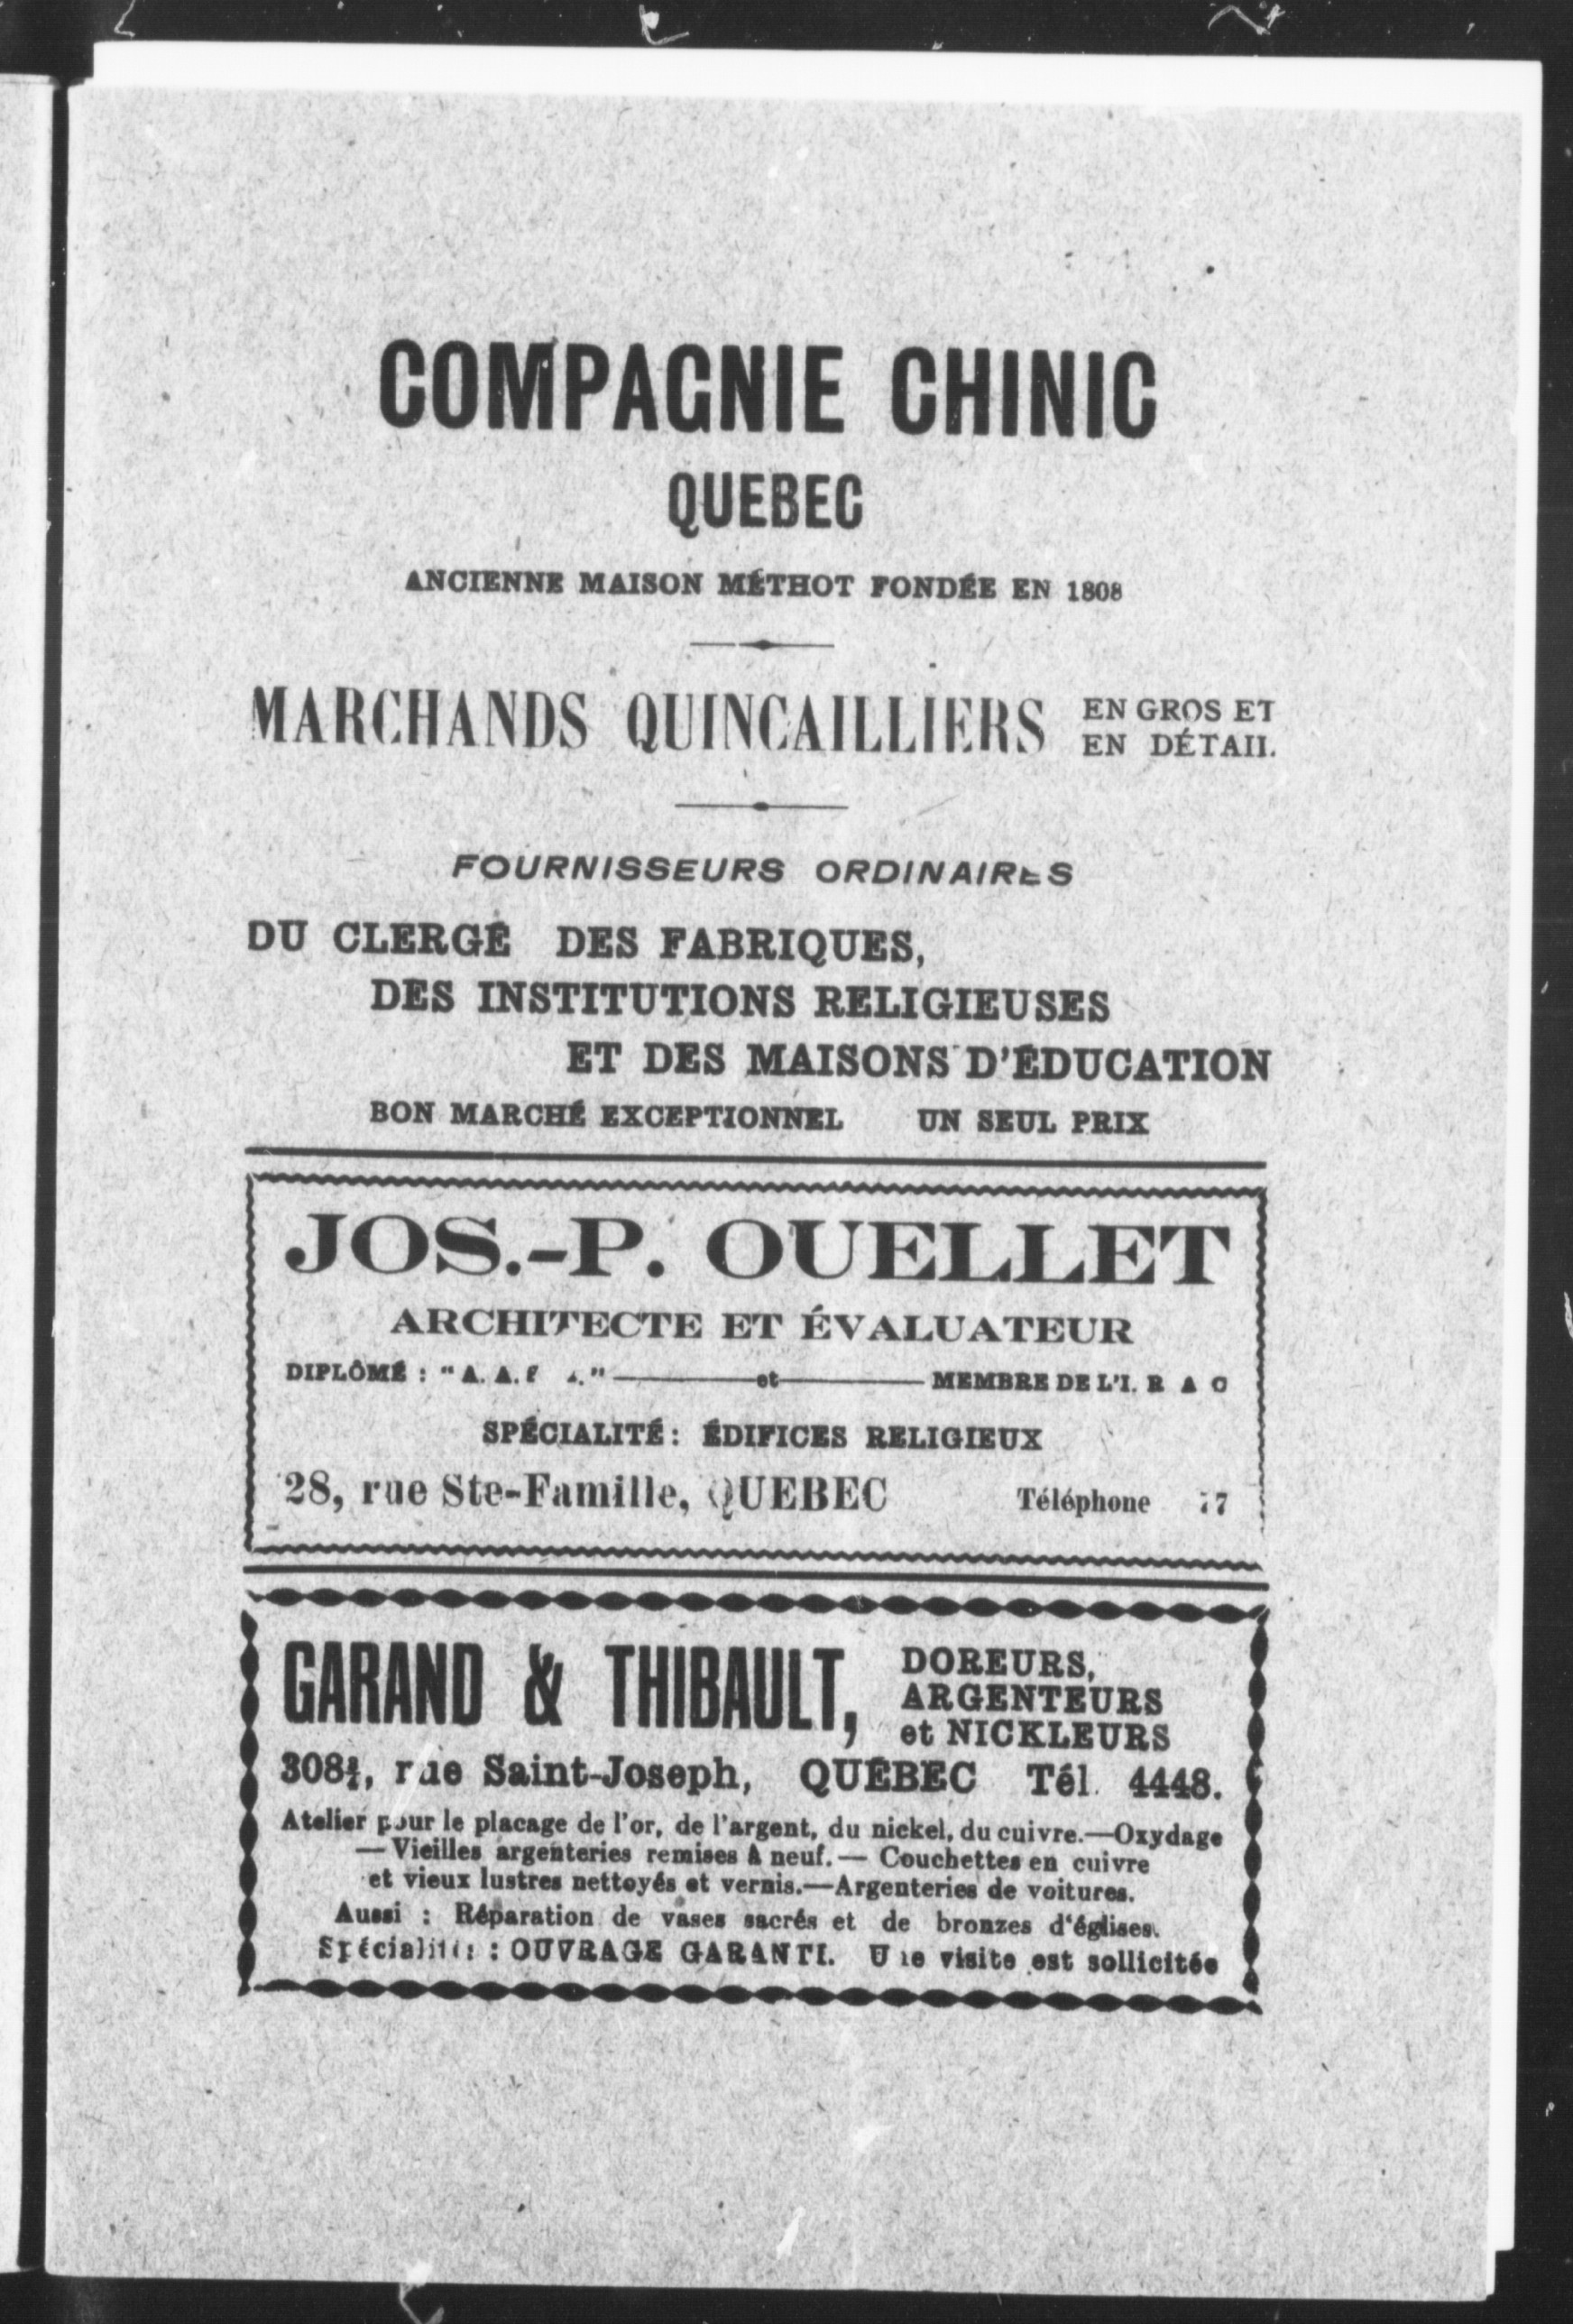 COMPAGNIE CHINIC
QUEBEC
ANCIENNE MAISON MÉTHOT FONDÉE EN 1808
MARCHANDS QUINCAILLIERS EN GROS ET
EN DÉTAIL
FOURNISSEURS ORDINAIRES
DU CLERGÉ DES FABRIQUES,
DES INSTITUTIONS RELIGIEUSES
ET DES MAISONS D'ÉDUCATION
BON MARCHÉ EXCEPTIONNEL UN SEUL PRIX
JOS.-P. OUELLET
ARCHITECTE ET ÉVALUATEUR
DIPLÔMÉ : " A. A. et MEMBRE DE L'I. R A C
SPÉCIALITÉ : ÉDIFICES RELIGIEUX
28, rue Ste-Famille, QUEBEC Téléphone
GARAND & THIBAULT, DOREURS,
ARGENTEURS
et NICKLEURS
rue Saint-Joseph, QUÉBEC Tél. 4448.
Atelier pour le placage de l'or, de l'argent, du nickel, du cuivre.—Oxydage
— Vieilles argenteries remises à neuf. — Couchettes en cuivre
et vieux lustres nettoyés et vernis.—Argenteries de voitures.
Aussi : Réparation de vases sacrés et de bronzes d'églises.
Spécialité : OUVRAGE GARANTI. Une visite est sollicitée